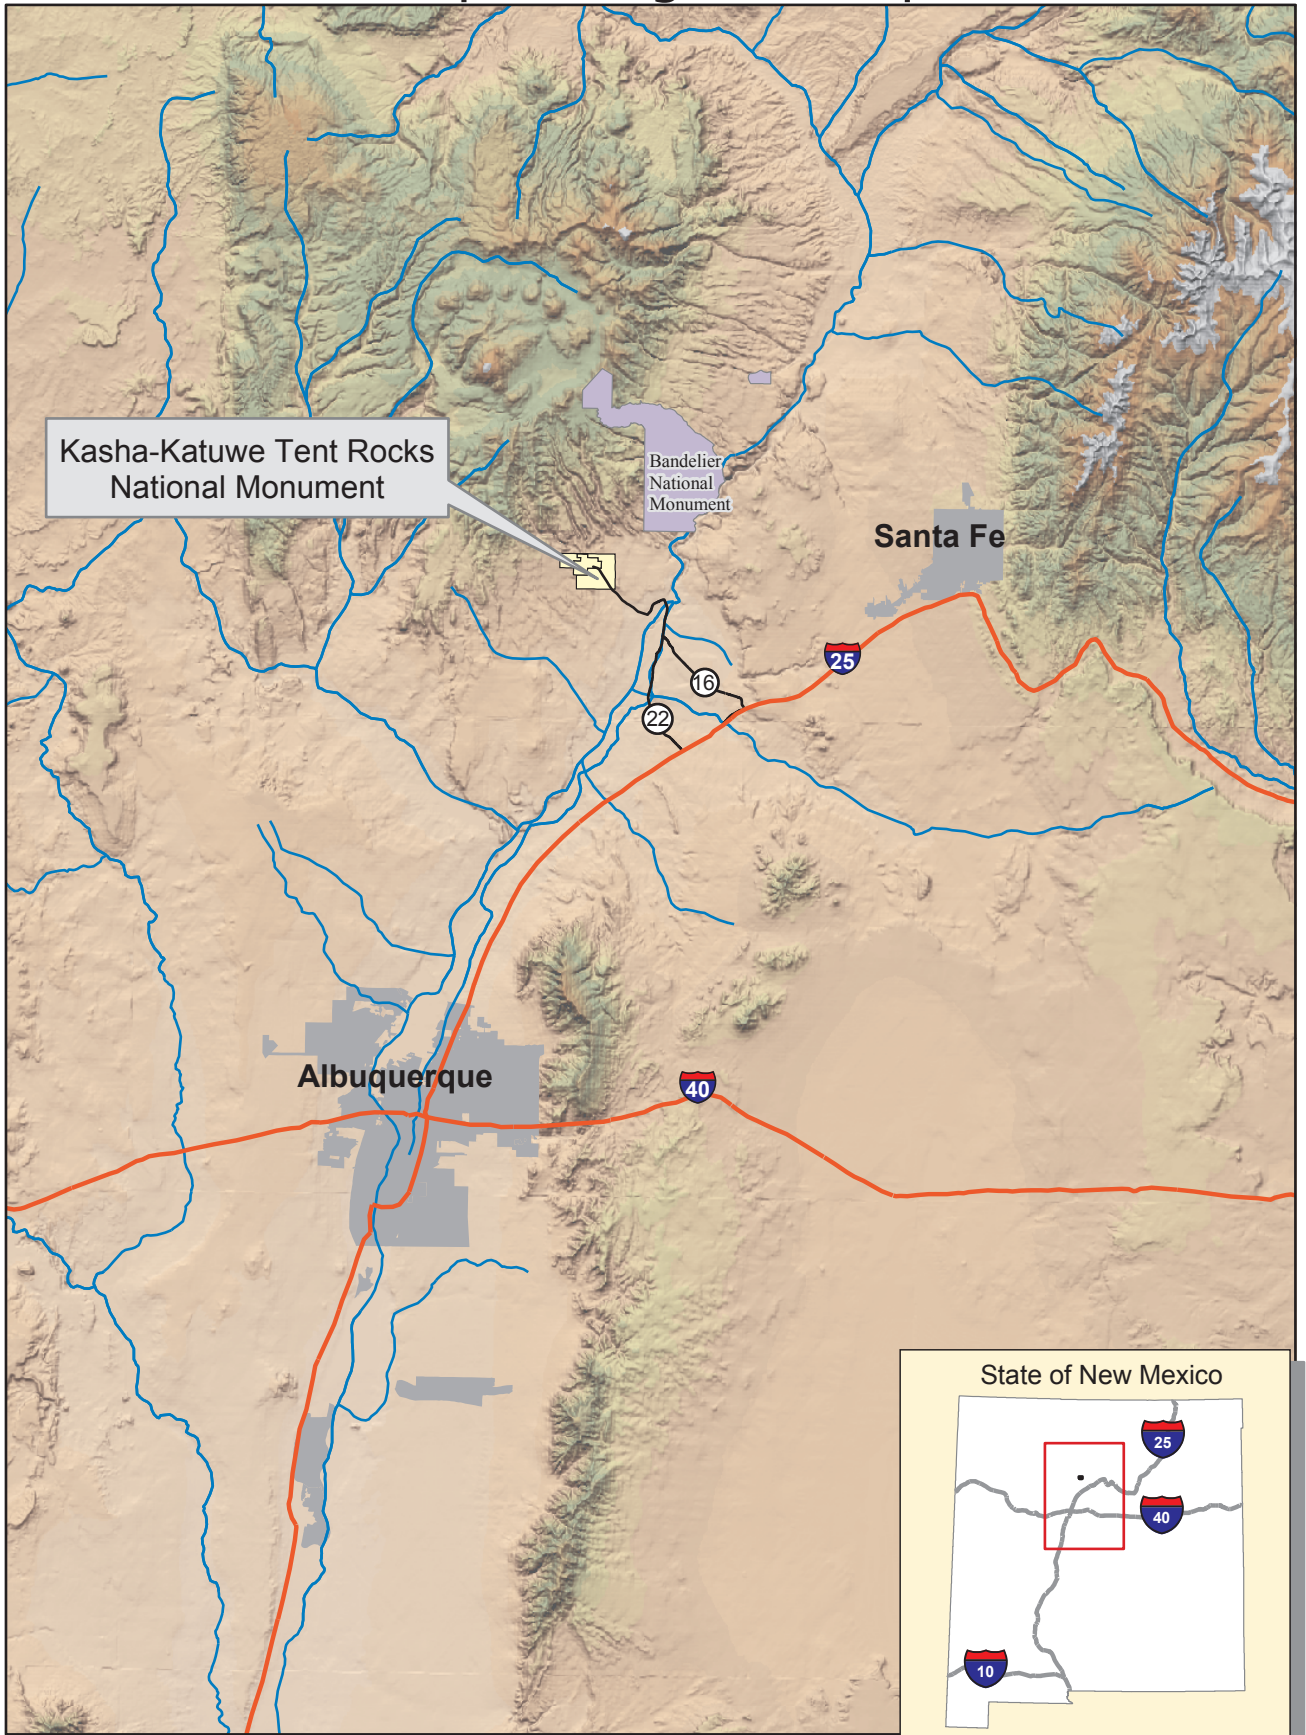 Kasha-Katuwe Tent Rocks
National Monument
Bandelier
National
Monument
Santa Fe
25
16
22
Albuquerque
40
State of New Mexico
25
40
10